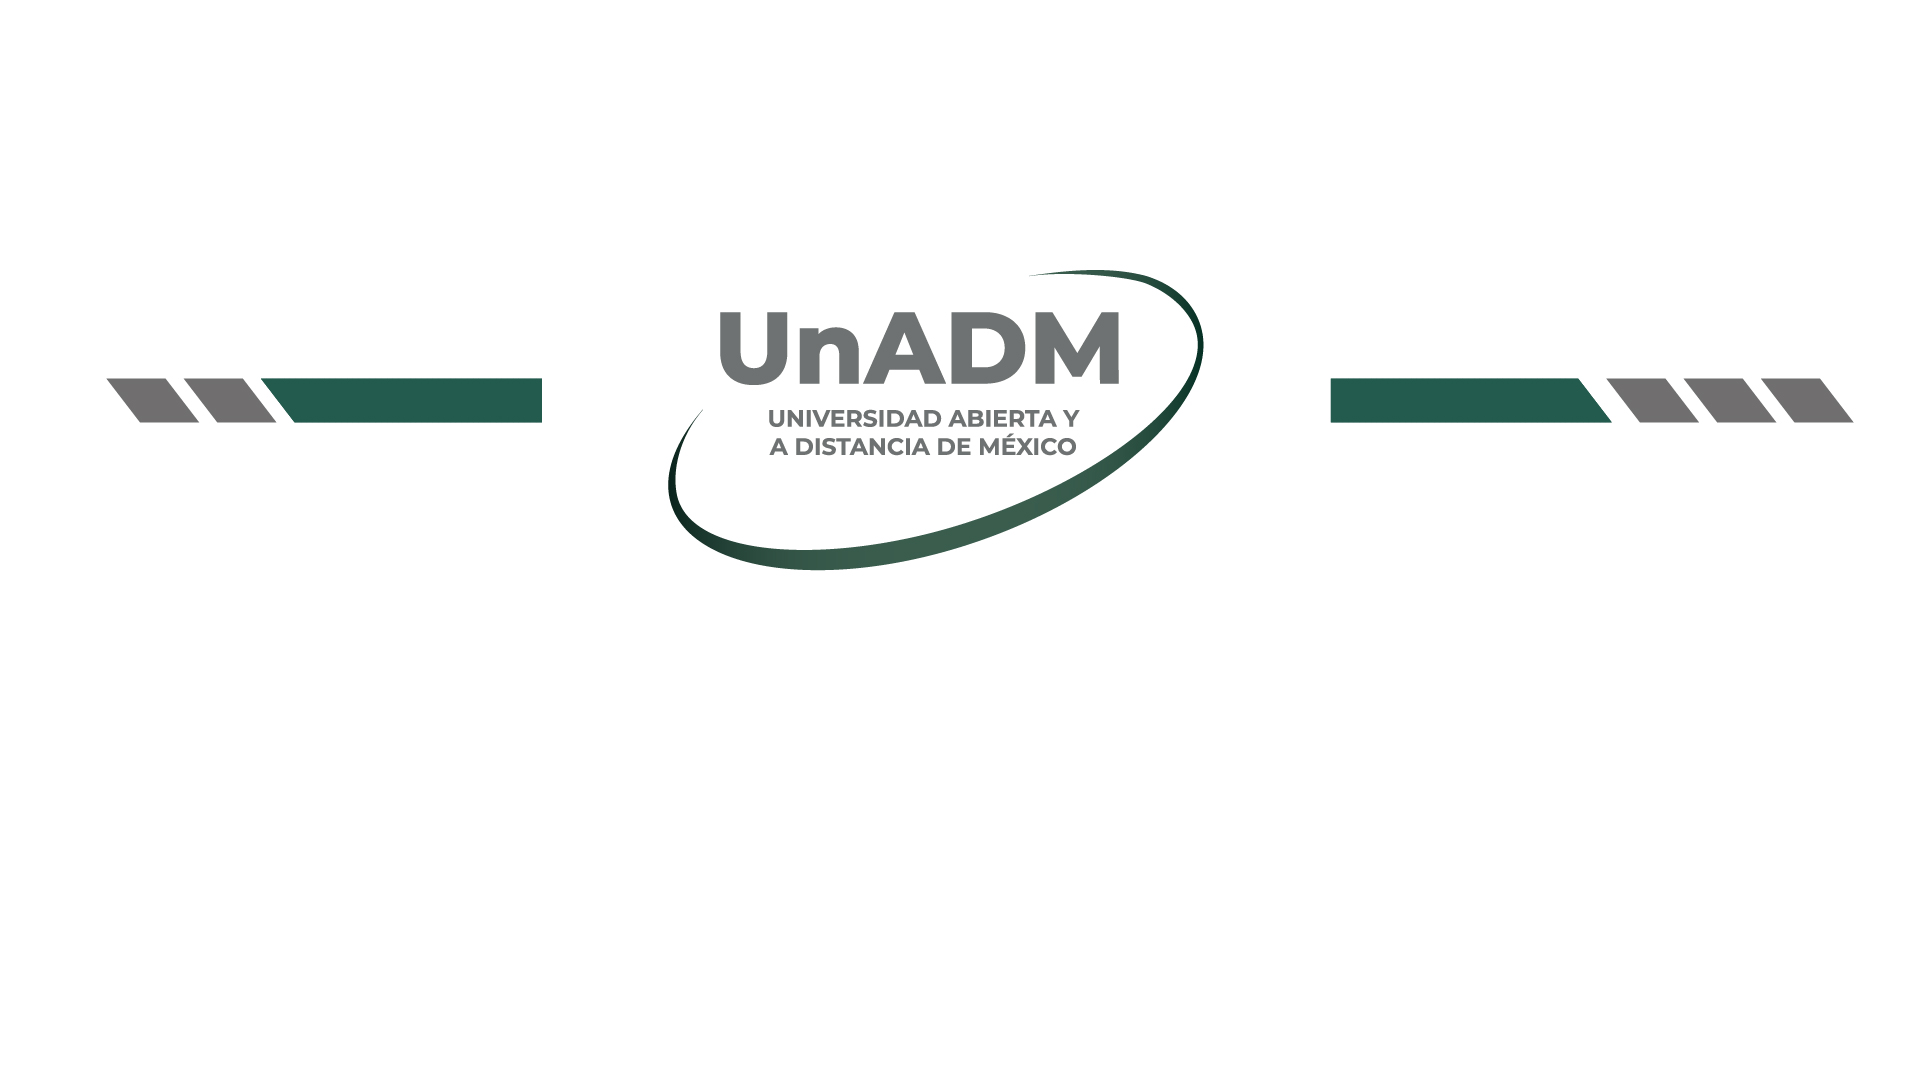 UnADM
UNIVERSIDAD ABIERTA Y
A DISTANCIA DE MÉXICO